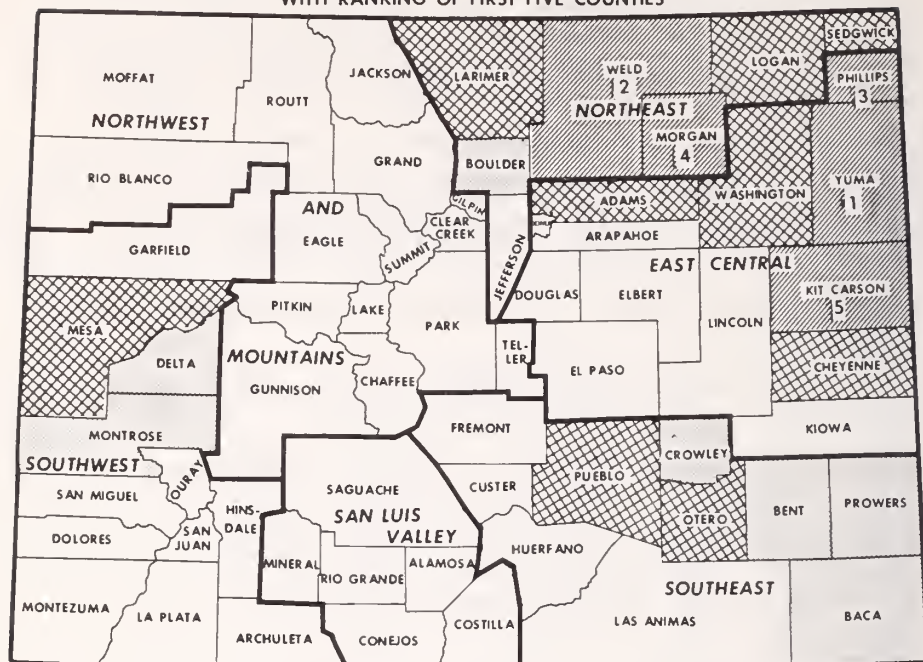 WITH RANKING OF FIRST FIVE COUNTIES
MOFFAT
ROUTT
JACKSON
LARIMER
WELD
2
LOGAN
SEDGWICK
PHILLIPS
3
NORTHWEST
NORTHEAST
MORGAN
4
GRAND
BOULDER
RIO BLANCO
GILPIN
ADAMS
WASHINGTON
YUMA
1
AND
EAGLE
CLEAR
CREEK
SUMMIT
JEFFERSON
ARAPAHOE
GARFIELD
EAST CENTRAL
PITKIN
LAKE
PARK
DOUGLAS
ELBERT
LINCOLN
KIT CARSON
5
MESA
DELTA
MOUNTAINS
GUNNISON
CHAFFEE
TEL-
LER
EL PASO
CHEYENNE
MONTROSE
FREMONT
KIOWA
CROWLEY
SOUTHWEST
OURAY
PUEBLO
SAN MIGUEL
SAGUACHE
CUSTER
OTERO
BENT
PROWERS
HINS-
DALE
SAN LUIS
VALLEY
SAN
JUAN
DOLORES
MINERAL
RIO GRANDE
ALAMOSA
HUERFANO
SOUTHEAST
MONTEZUMA
LA PLATA
ARCHULETA
CONEJOS
COSTILLA
LAS ANIMAS
BACA